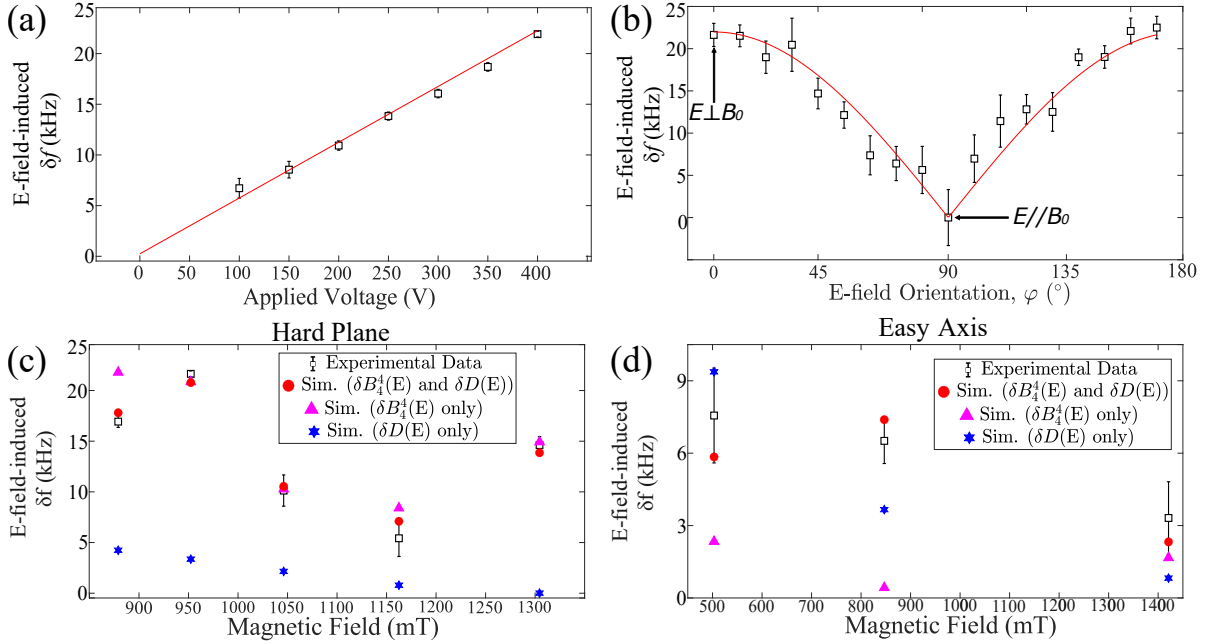 (a)
25
20
15
10
5
0
E-field-induced
δf (kHz)
0 50 100 150 200 250 300 350 400
Applied Voltage (V)
(b)
25
20
15
10
5
0
E-field-induced
δf (kHz)
E⊥B₀
E//B₀
0 45 90 135 180
E-field Orientation, φ (°)
Hard Plane
(c)
25
20
15
10
5
0
E-field-induced
δf (kHz)
Experimental Data
Sim. (δB₄⁴(E) and δD(E))
Sim. (δB₄⁴(E) only)
Sim. (δD(E) only)
900 950 1000 1050 1100 1150 1200 1250 1300
Magnetic Field (mT)
Easy Axis
(d)
9
6
3
0
E-field-induced
δf (kHz)
Experimental Data
Sim. (δB₄⁴(E) and δD(E))
Sim. (δB₄⁴(E) only)
Sim. (δD(E) only)
500 600 700 800 900 1000 1100 1200 1300 1400
Magnetic Field (mT)